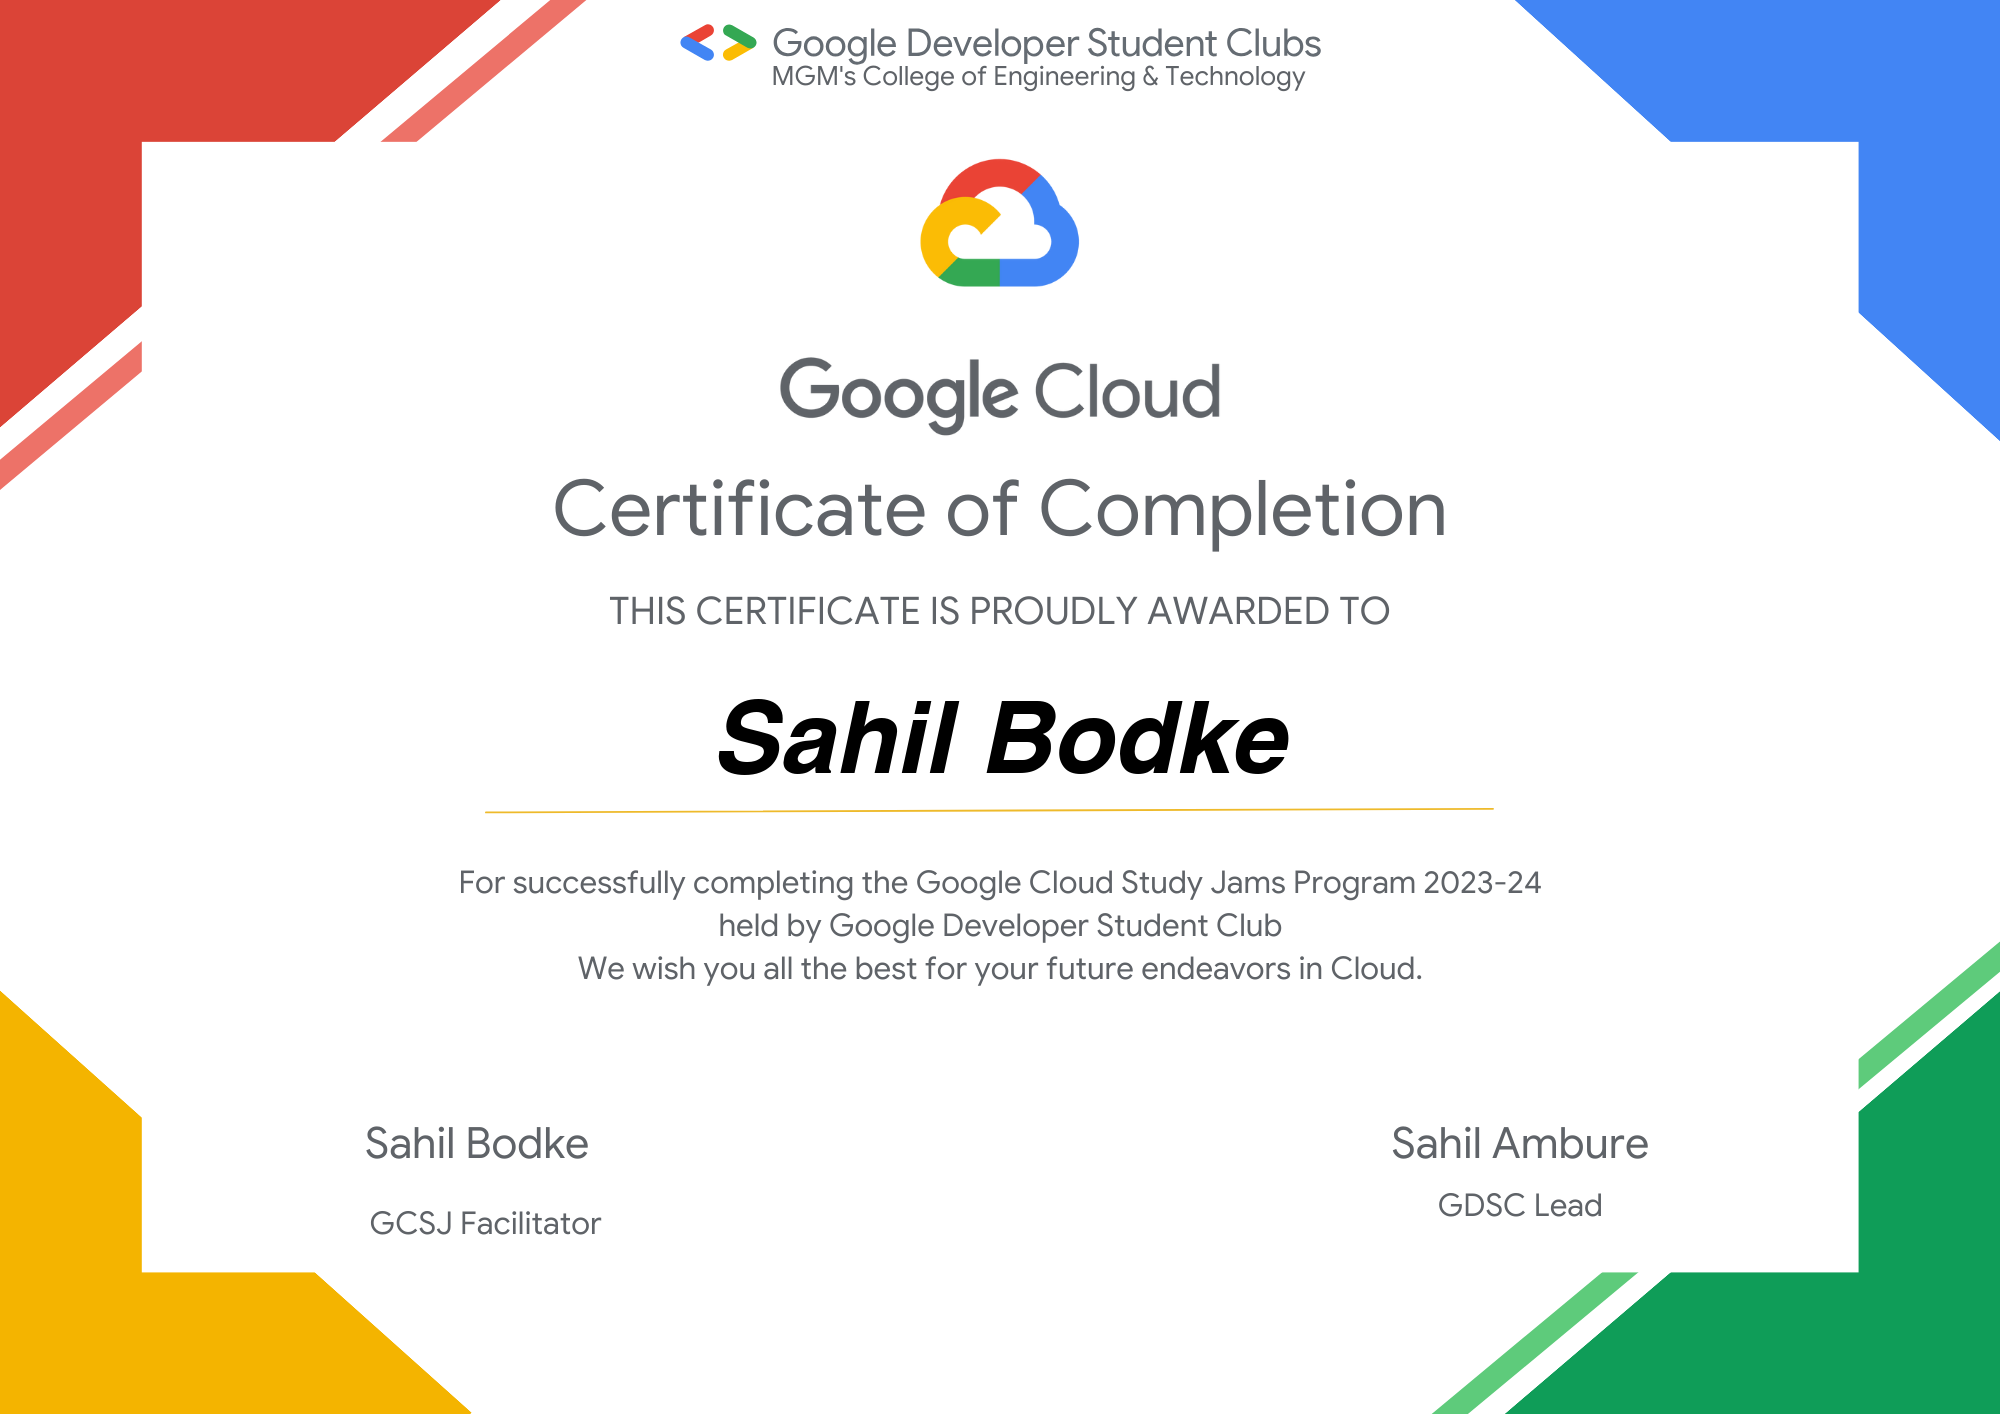 Google Developer Student Clubs
MGM's College of Engineering & Technology
Google Cloud
Certificate of Completion
THIS CERTIFICATE IS PROUDLY AWARDED TO
Sahil Bodke
For successfully completing the Google Cloud Study Jams Program 2023-24
held by Google Developer Student Club
We wish you all the best for your future endeavors in Cloud.
Sahil Bodke
GCSJ Facilitator
Sahil Ambure
GDSC Lead